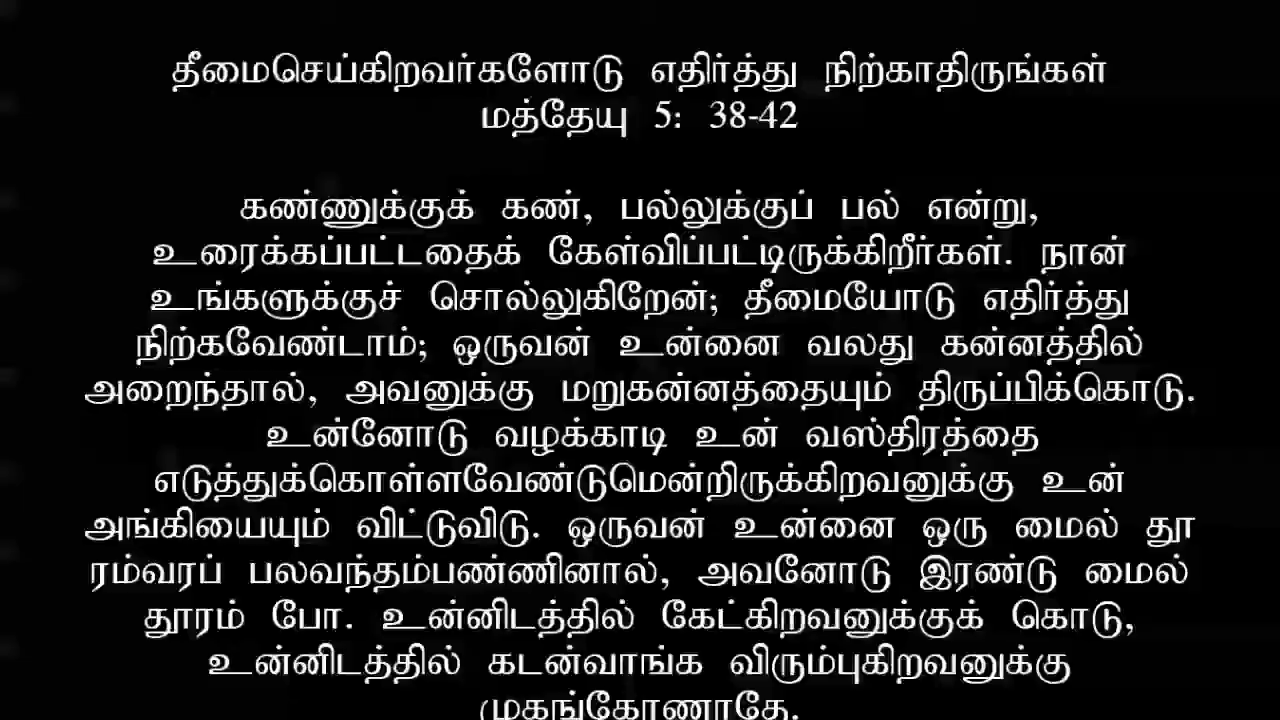 தீமைசெய்கிறவர்களோடு எதிர்த்து நிற்காதிருங்கள்
மத்தேயு 5: 38-42
கண்ணுக்குக் கண், பல்லுக்குப் பல் என்று,
உரைக்கப்பட்டதைக் கேள்விப்பட்டிருக்கிறீர்கள். நான்
உங்களுக்குச் சொல்லுகிறேன்; தீமையோடு எதிர்த்து
நிற்கவேண்டாம்; ஒருவன் உன்னை வலது கன்னத்தில்
அறைந்தால், அவனுக்கு மறுகன்னத்தையும் திருப்பிக்கொடு.
உன்னோடு வழக்காடி உன் வஸ்திரத்தை
எடுத்துக்கொள்ளவேண்டுமென்றிருக்கிறவனுக்கு உன்
அங்கியையும் விட்டுவிடு. ஒருவன் உன்னை ஒரு மைல் தூ
ரம்வரப் பலவந்தம்பண்ணினால், அவனோடு இரண்டு மைல்
தூரம் போ. உன்னிடத்தில் கேட்கிறவனுக்குக் கொடு,
உன்னிடத்தில் கடன்வாங்க விரும்புகிறவனுக்கு
முகங்கோணாதே.